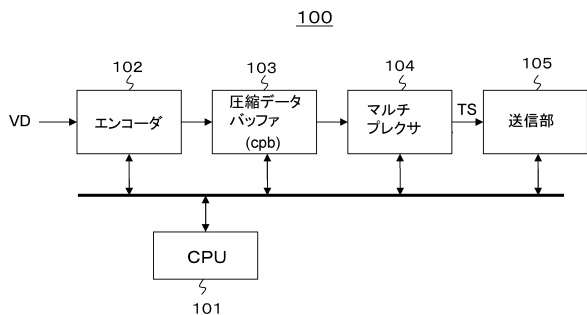 100
102
103
104
105
VD
エンコーダ
圧縮データ
バッファ
(cpb)
マルチ
プレクサ
TS
送信部
CPU
101